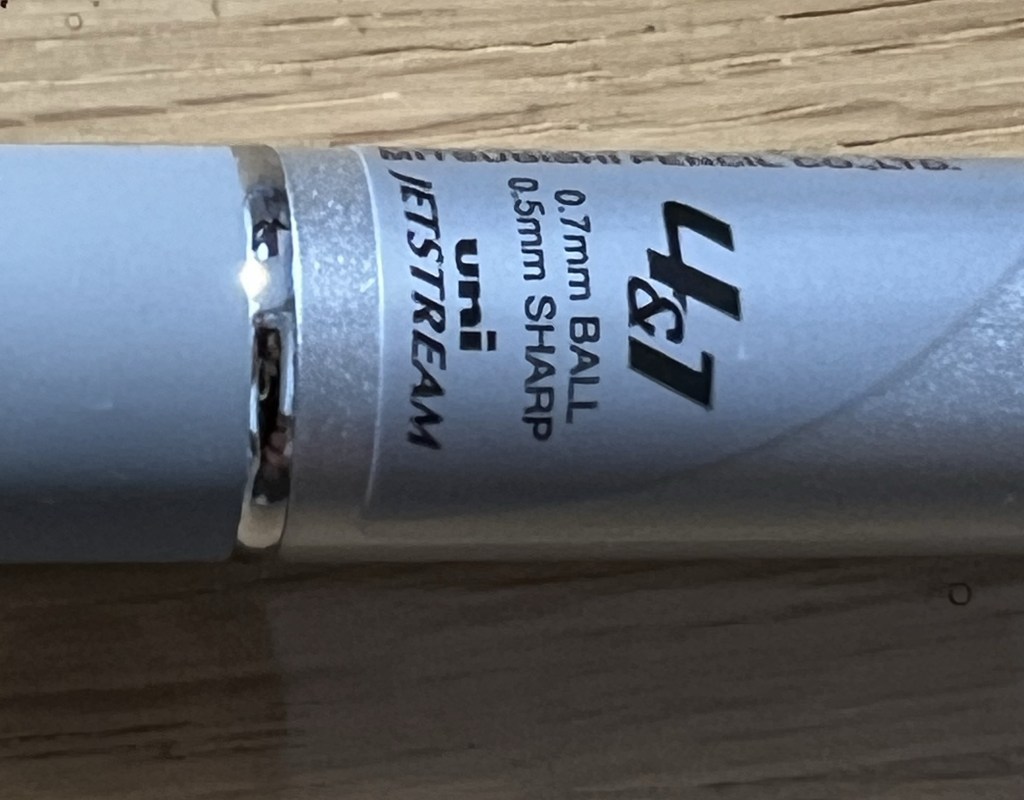 MITSUBISHI PENCIL CO., LTD.
4&1
0.7mm BALL
0.5mm SHARP
uni
JETSTREAM